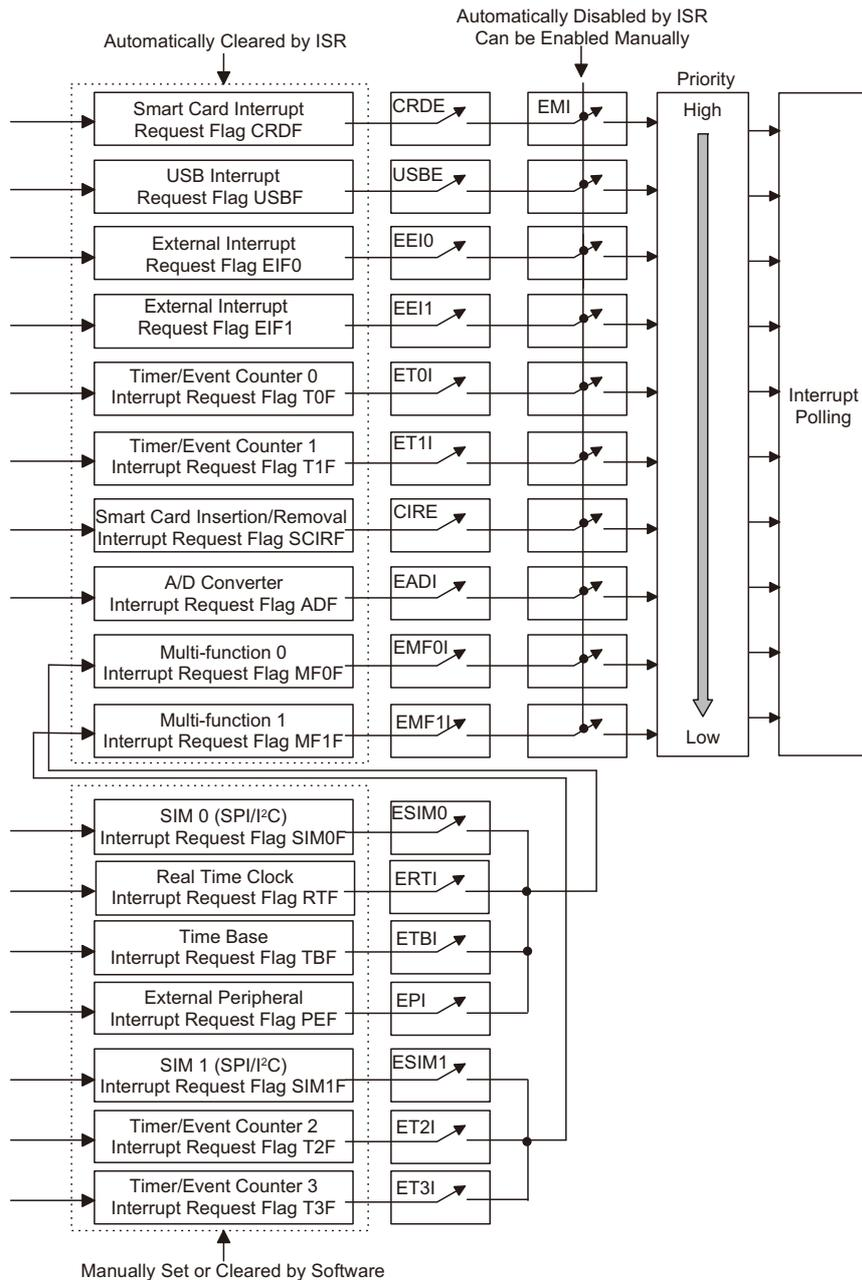 Automatically Cleared by ISR
Automatically Disabled by ISR
Can be Enabled Manually
Priority
Smart Card Interrupt
Request Flag CRDF
CRDE
EMI
High
USB Interrupt
Request Flag USBF
USBE
External Interrupt
Request Flag EIF0
EEI0
External Interrupt
Request Flag EIF1
EEI1
Timer/Event Counter 0
Interrupt Request Flag T0F
ET0I
Interrupt
Polling
Timer/Event Counter 1
Interrupt Request Flag T1F
ET1I
Smart Card Insertion/Removal
Interrupt Request Flag SCIRF
CIRE
A/D Converter
Interrupt Request Flag ADF
EADI
Multi-function 0
Interrupt Request Flag MF0F
EMF0I
Multi-function 1
Interrupt Request Flag MF1F
EMF1I
Low
SIM 0 (SPI/I²C)
Interrupt Request Flag SIM0F
ESIM0
Real Time Clock
Interrupt Request Flag RTF
ERTI
Time Base
Interrupt Request Flag TBF
ETBI
External Peripheral
Interrupt Request Flag PEF
EPI
SIM 1 (SPI/I²C)
Interrupt Request Flag SIM1F
ESIM1
Timer/Event Counter 2
Interrupt Request Flag T2F
ET2I
Timer/Event Counter 3
Interrupt Request Flag T3F
ET3I
Manually Set or Cleared by Software